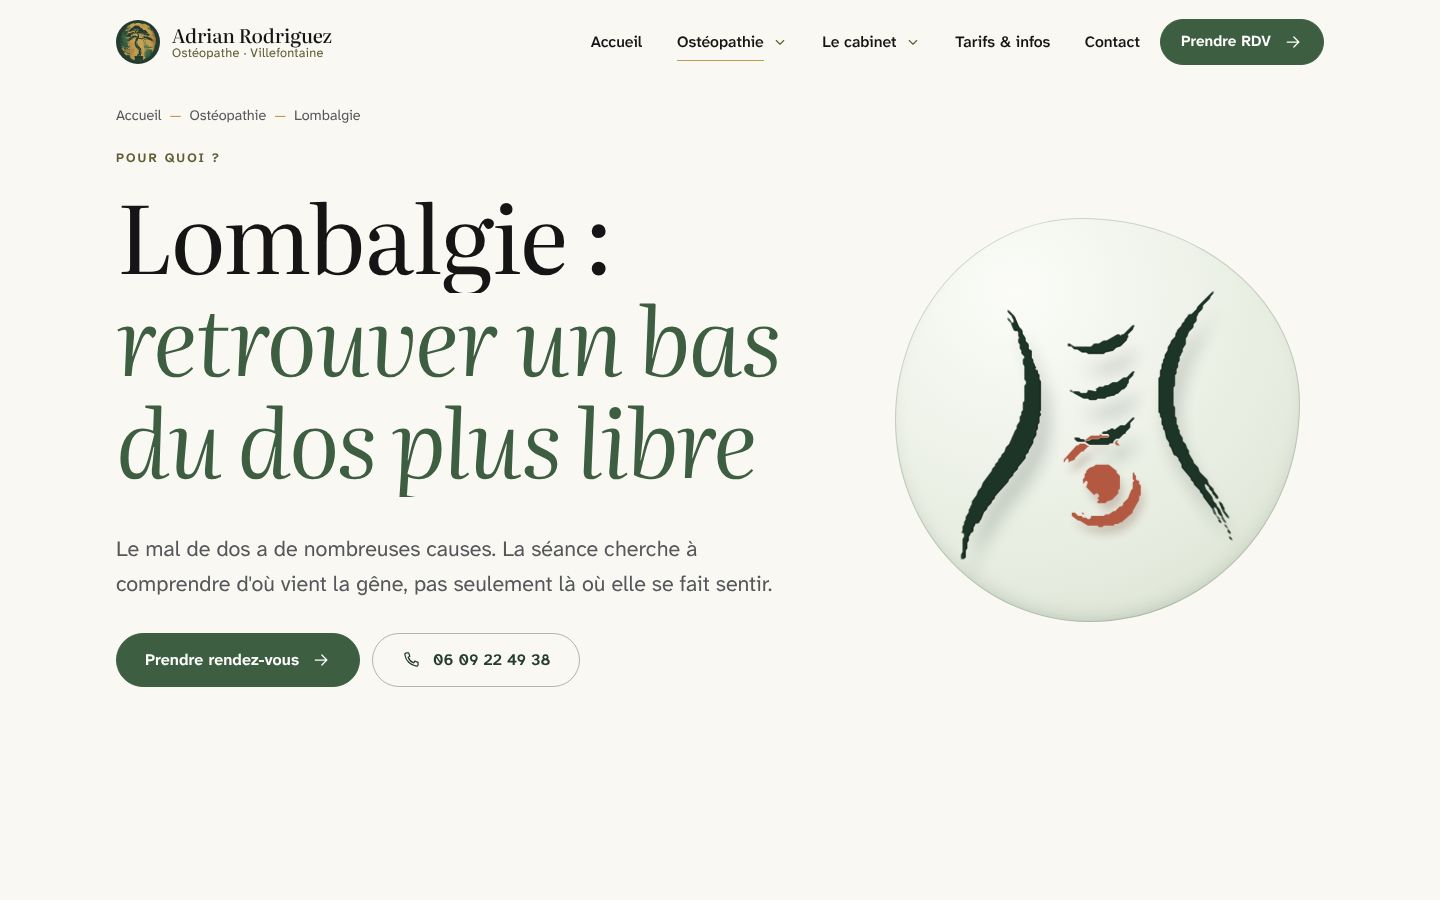 Adrian Rodriguez
Ostéopathe · Villefontaine
Accueil
Ostéopathie
Le cabinet
Tarifs & infos
Contact
Prendre RDV
Accueil — Ostéopathie — Lombalgie
POUR QUOI ?
Lombalgie :
retrouver un bas
du dos plus libre
Le mal de dos a de nombreuses causes. La séance cherche à
comprendre d'où vient la gêne, pas seulement là où elle se fait sentir.
Prendre rendez-vous
06 09 22 49 38